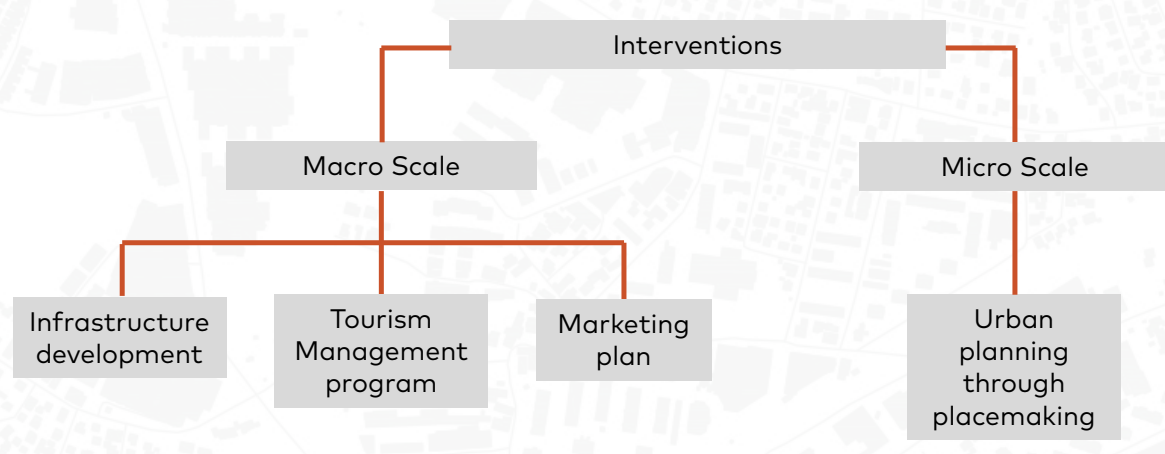 Interventions
Macro Scale
Micro Scale
Infrastructure
development
Tourism
Management
program
Marketing
plan
Urban
planning
through
placemaking